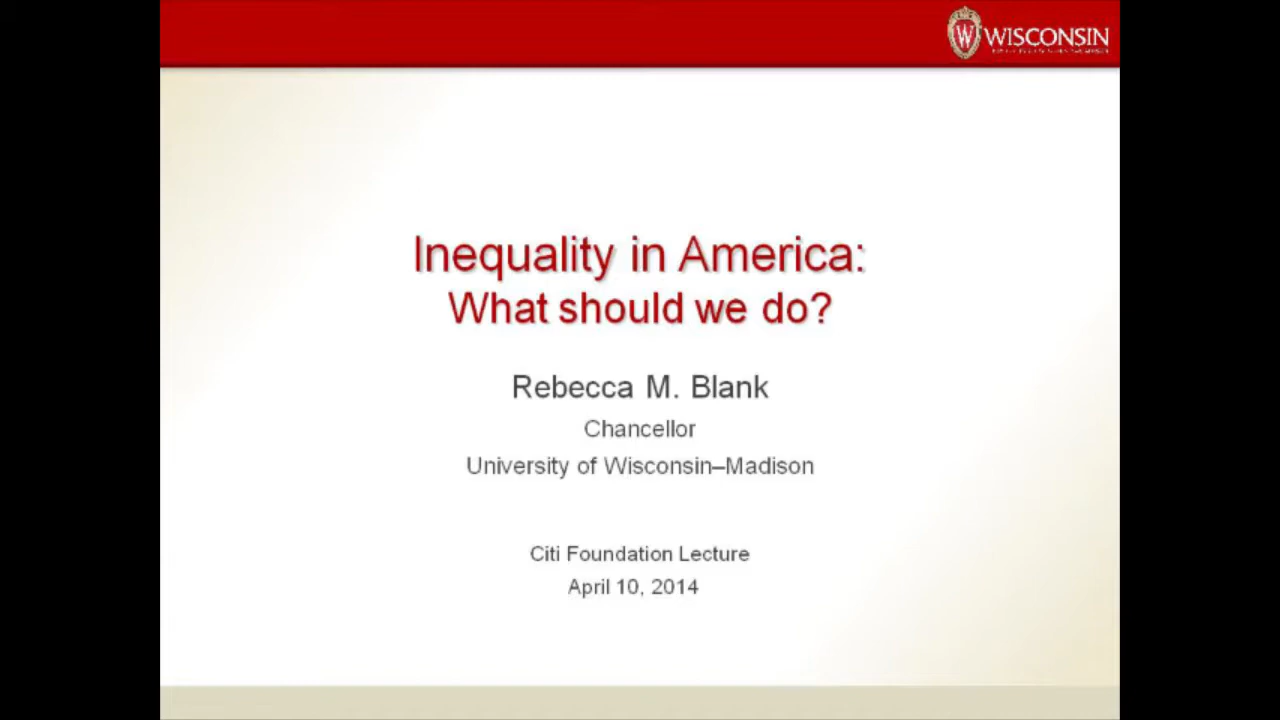 WISCONSIN
Inequality in America:
What should we do?
Rebecca M. Blank
Chancellor
University of Wisconsin–Madison
Citi Foundation Lecture
April 10, 2014